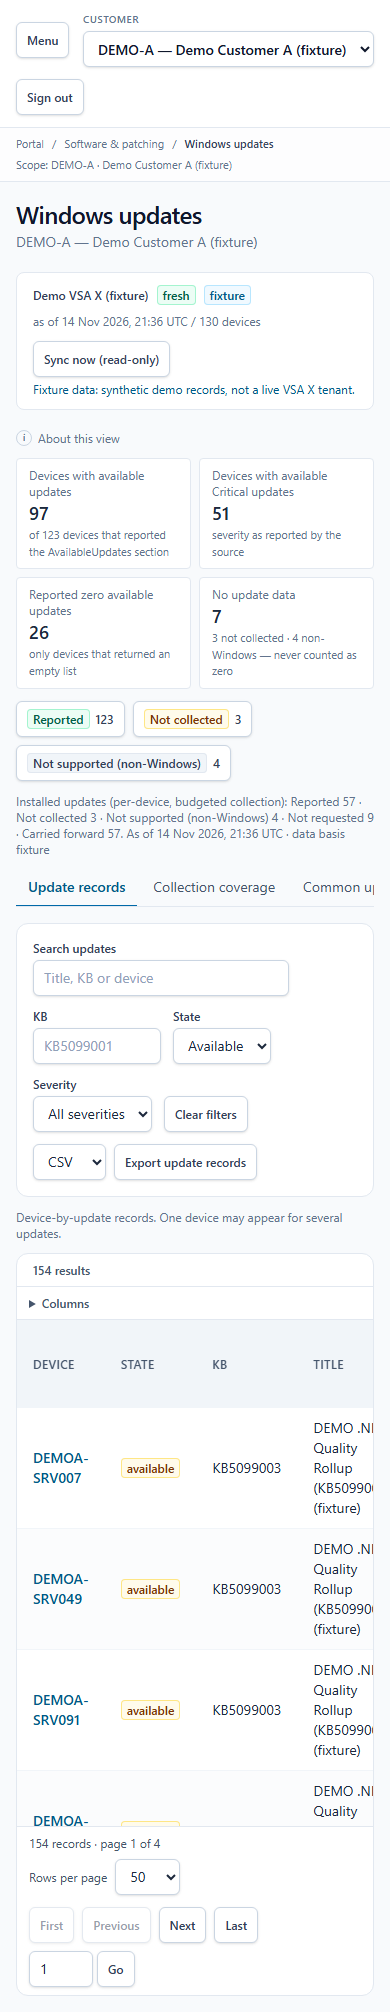 CUSTOMER
Menu
DEMO-A — Demo Customer A (fixture)
Sign out
Portal / Software & patching / Windows updates
Scope: DEMO-A · Demo Customer A (fixture)
Windows updates
DEMO-A — Demo Customer A (fixture)
Demo VSA X (fixture) fresh fixture
as of 14 Nov 2026, 21:36 UTC / 130 devices
Sync now (read-only)
Fixture data: synthetic demo records, not a live VSA X tenant.
i About this view
Devices with available
updates
97
of 123 devices that reported
the AvailableUpdates section
Devices with available
Critical updates
51
severity as reported by the
source
Reported zero available
updates
26
only devices that returned an
empty list
No update data
7
3 not collected · 4 non-
Windows — never counted as
zero
Reported 123
Not collected 3
Not supported (non-Windows) 4
Installed updates (per-device, budgeted collection): Reported 57 ·
Not collected 3 · Not supported (non-Windows) 4 · Not requested 9
· Carried forward 57. As of 14 Nov 2026, 21:36 UTC · data basis
fixture
Update records Collection coverage Common
Search updates
Title, KB or device
KB State
KB5099001 Available
Severity
All severities Clear filters
CSV Export update records
Device-by-update records. One device may appear for several
updates.
154 results
Columns
DEVICE STATE KB TITLE
DEMOA-
SRV007
available
KB5099003
DEMO
Quality
Rollup
(fixture)
DEMOA-
SRV049
available
KB5099003
DEMO
Quality
Rollup
(fixture)
DEMOA-
SRV091
available
KB5099003
DEMO
Quality
Rollup
(fixture)
DEMOA-
DEMO
Quality
154 records · page 1 of 4
Rows per page 50
First Previous Next Last
1 Go